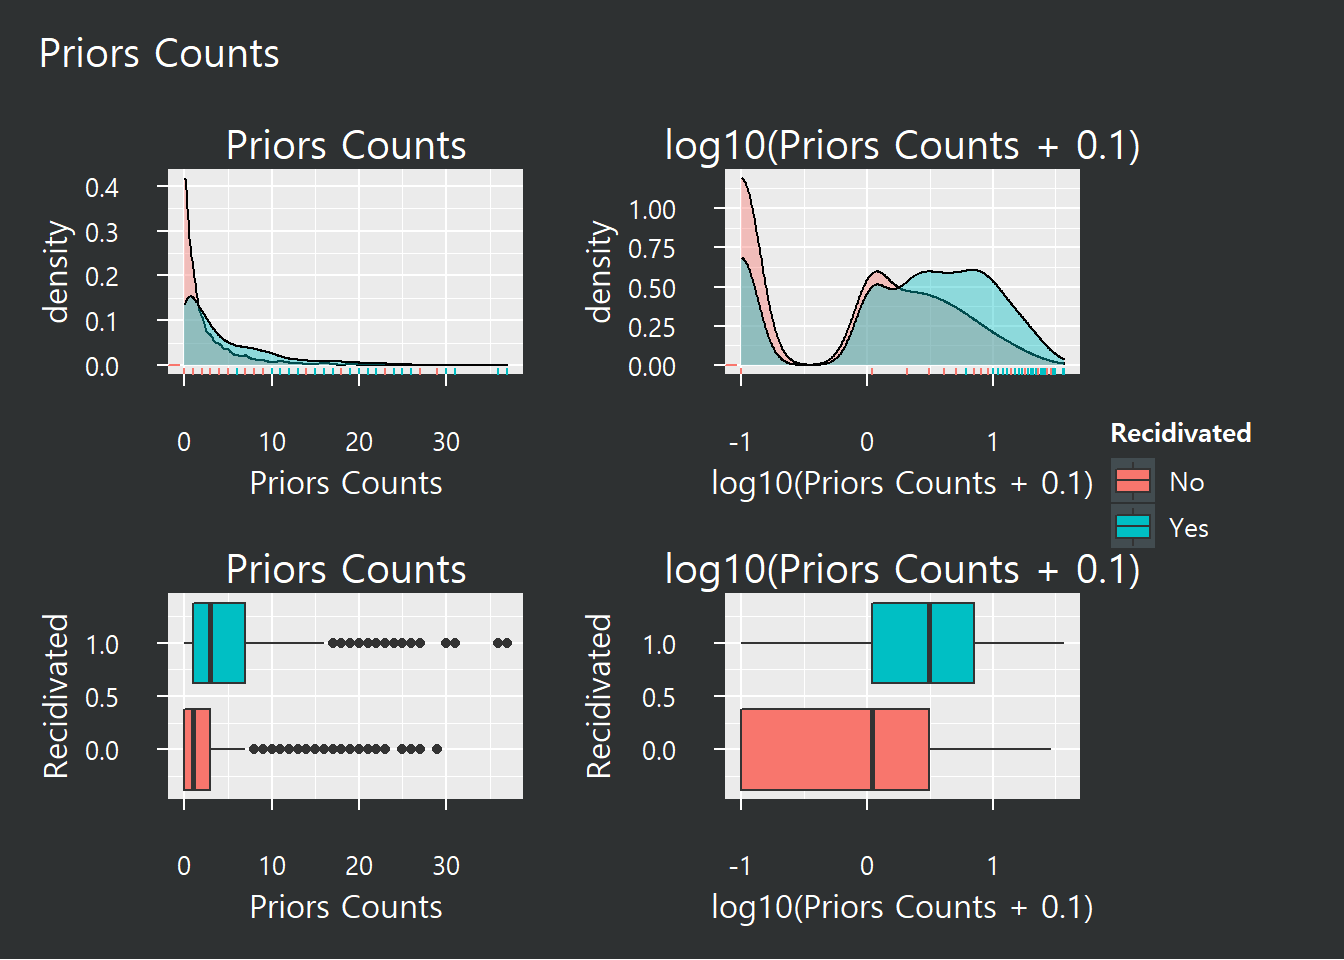 Priors Counts
Priors Counts
density
0.4
0.3
0.2
0.1
0.0
0 10 20 30
Priors Counts
log10(Priors Counts + 0.1)
density
1.00
0.75
0.50
0.25
0.00
-1 0 1
log10(Priors Counts + 0.1)
Recidivated
No
Yes
Priors Counts
Recidivated
1.0
0.5
0.0
0 10 20 30
Priors Counts
log10(Priors Counts + 0.1)
Recidivated
1.0
0.5
0.0
-1 0 1
log10(Priors Counts + 0.1)